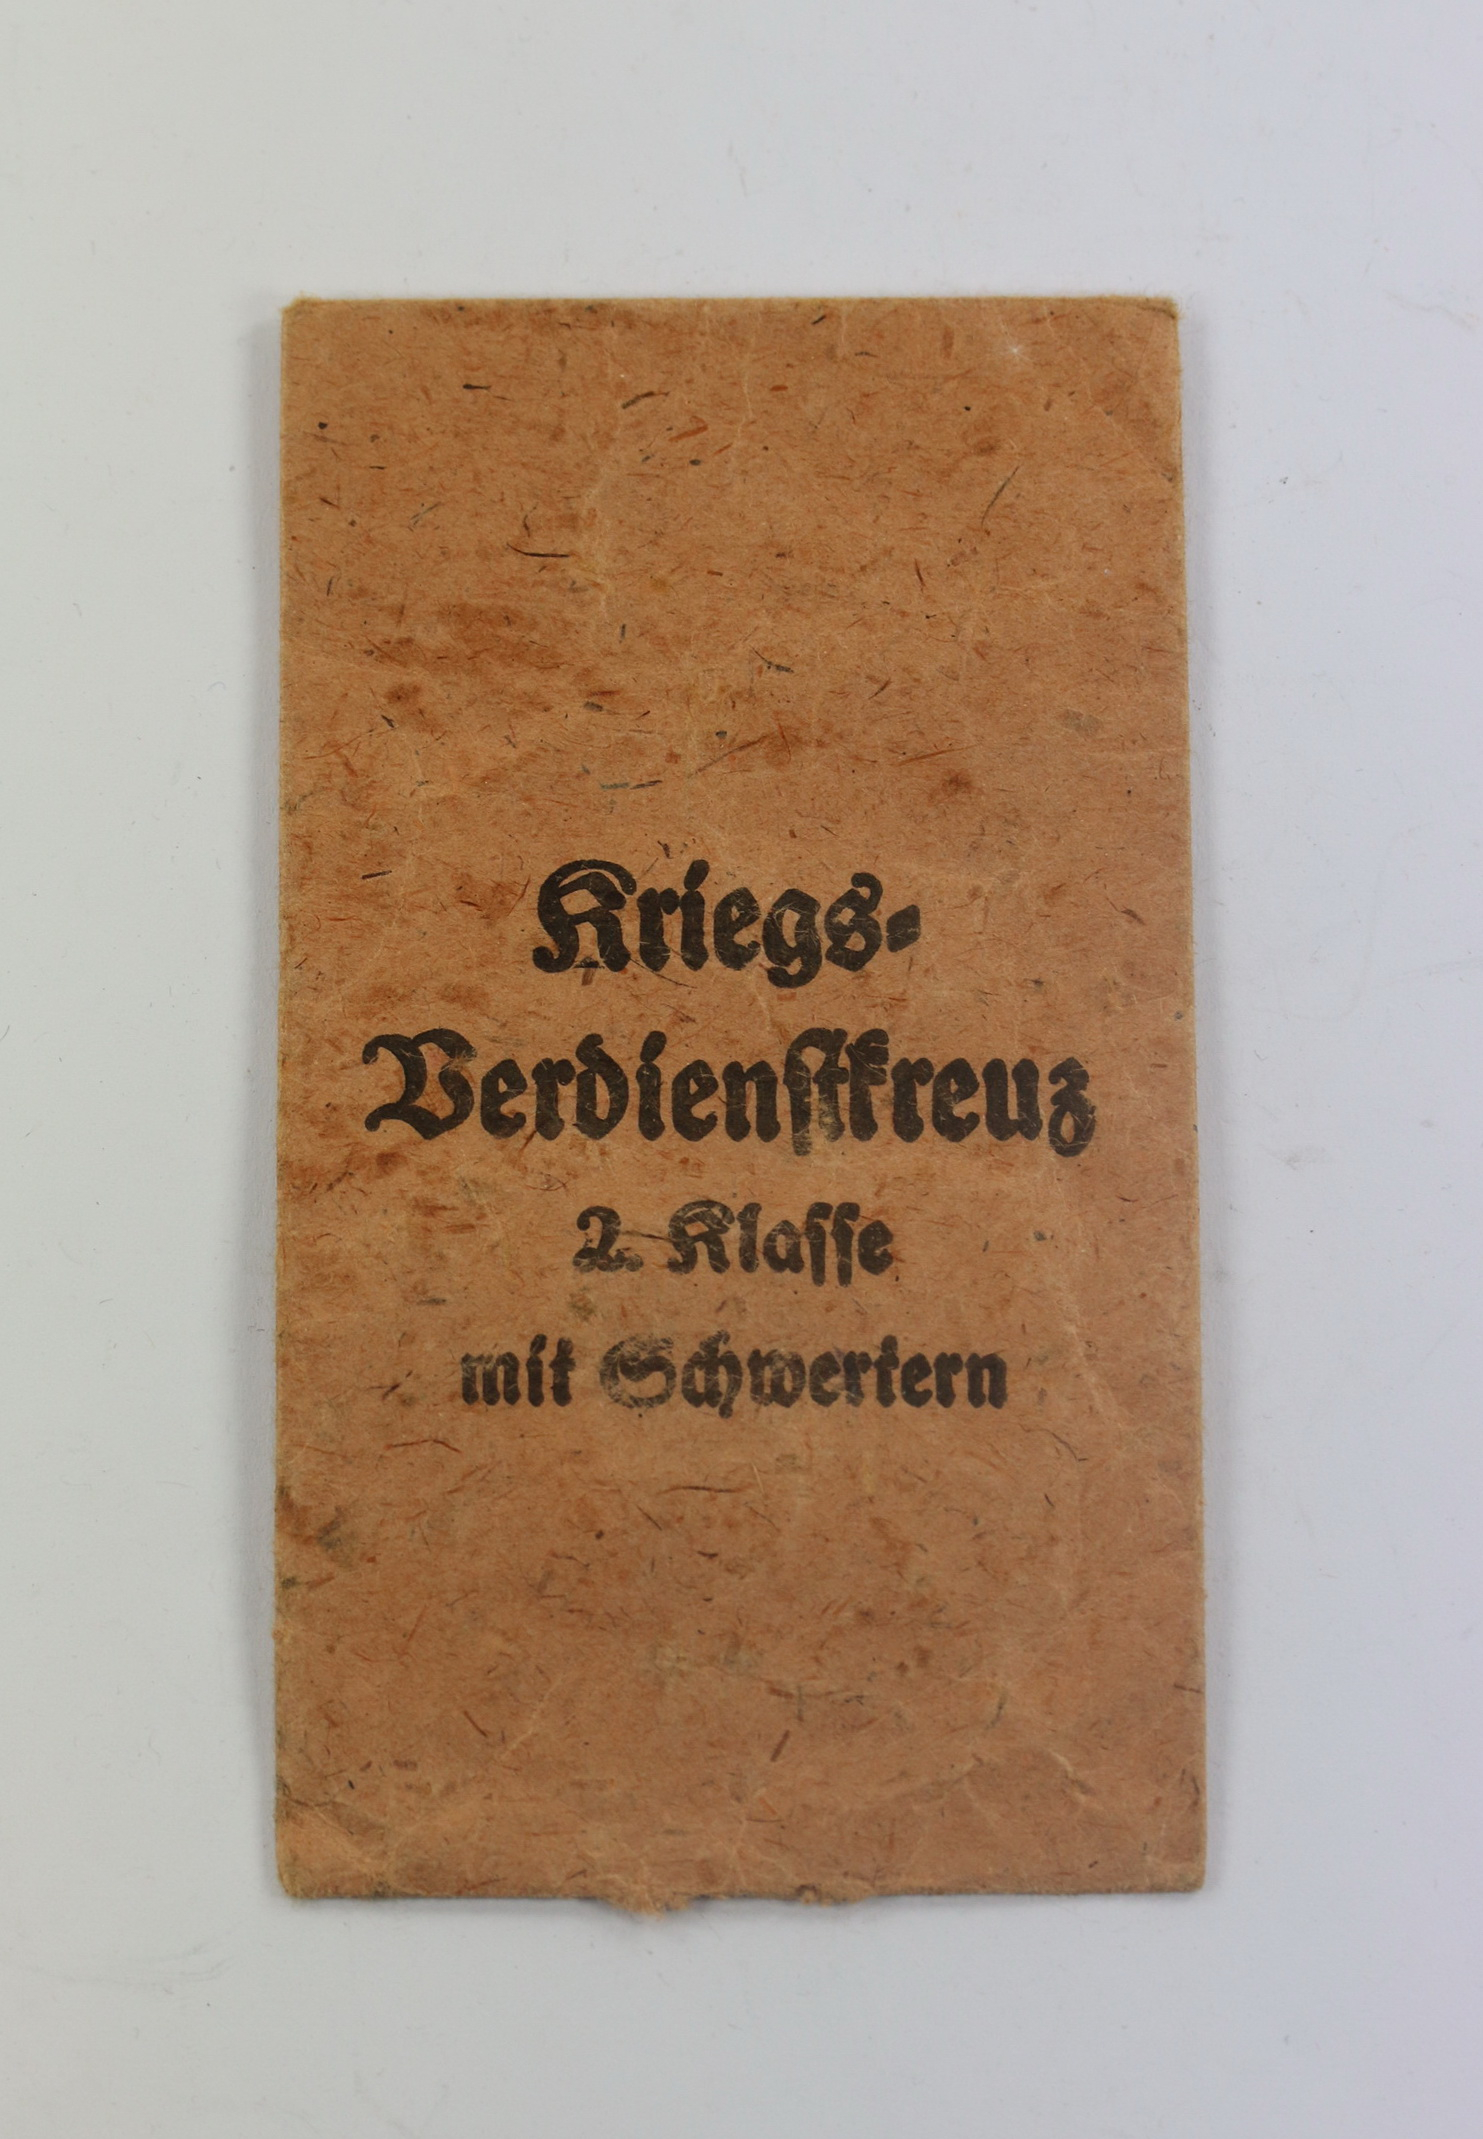 Kriegs-
Verdienſtkreuz
2. Klaſſe
mit Schwertern